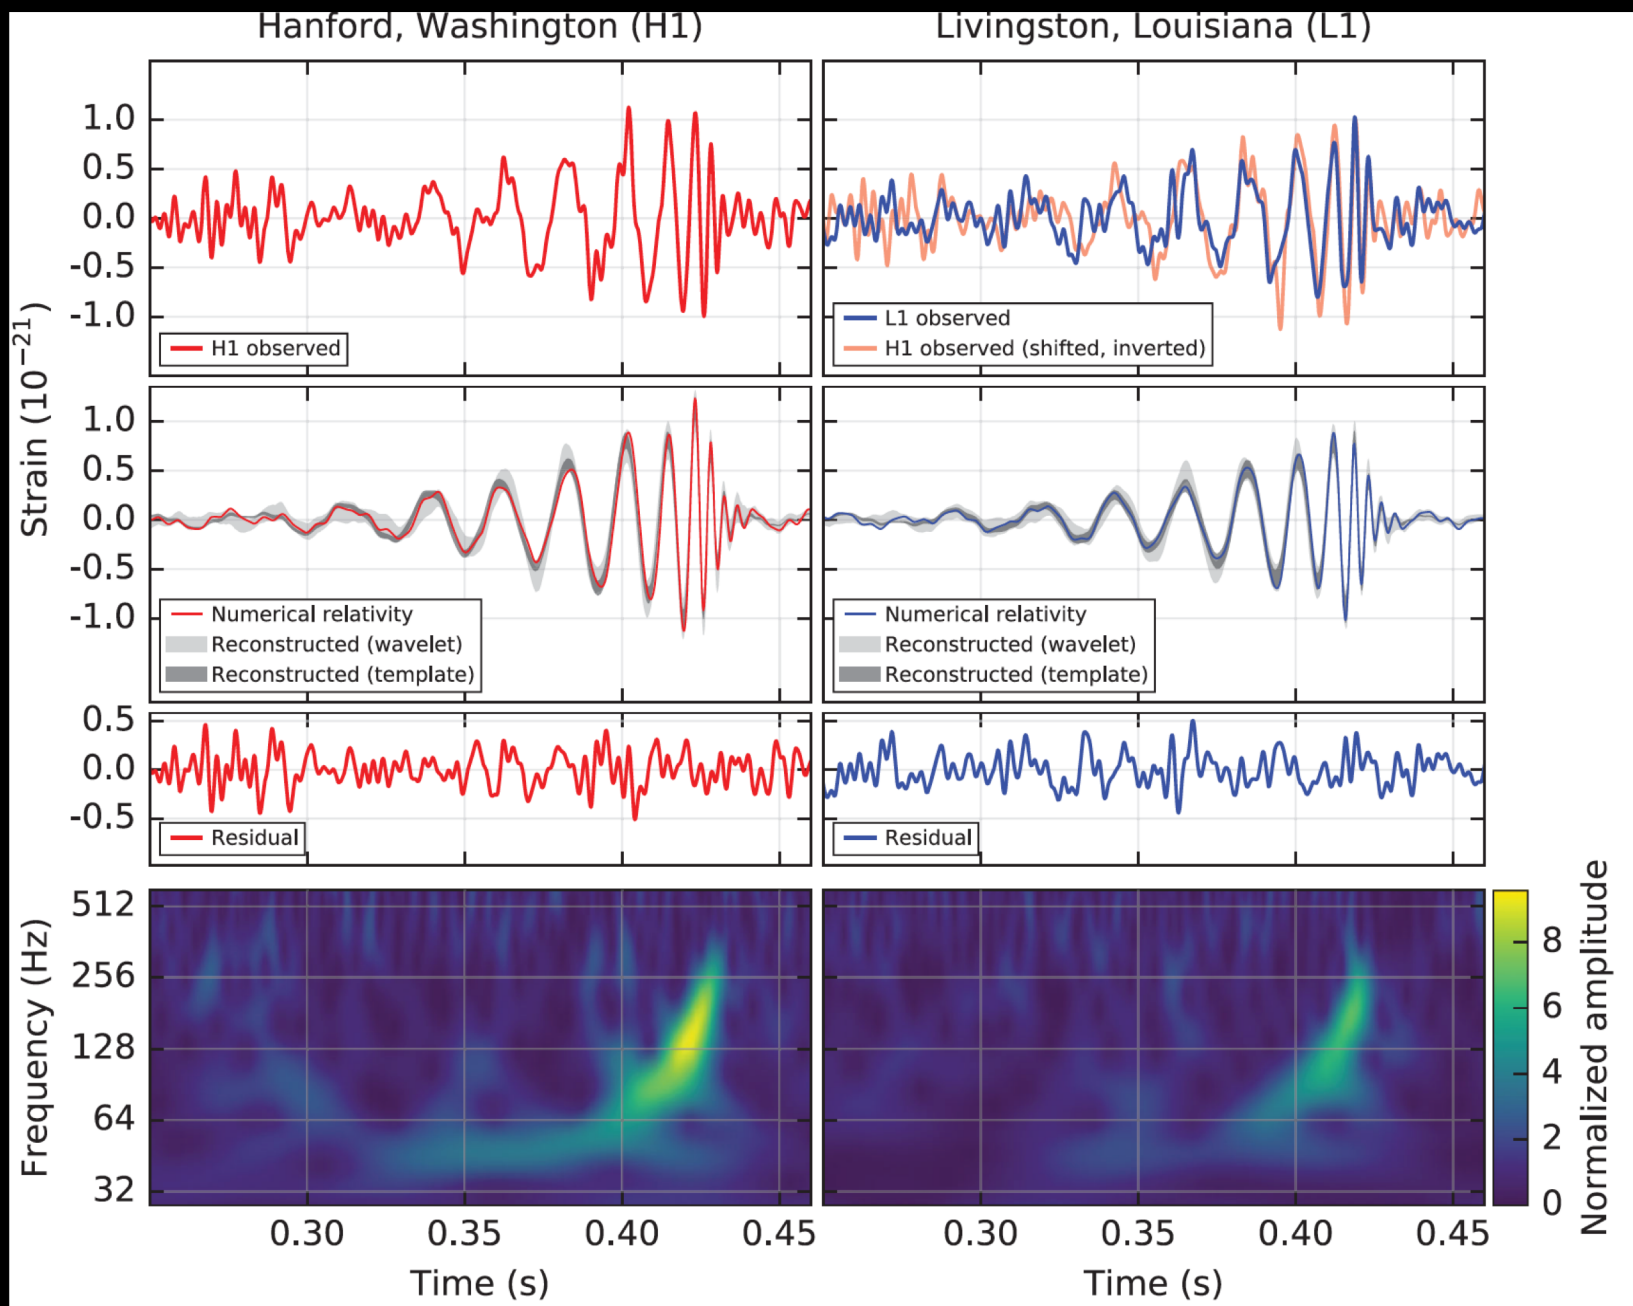 Hanford, Washington (H1)
Livingston, Louisiana (L1)
Strain (10⁻²¹)
1.0
0.5
0.0
-0.5
-1.0
H1 observed
L1 observed
H1 observed (shifted, inverted)
1.0
0.5
0.0
-0.5
-1.0
Numerical relativity
Reconstructed (wavelet)
Reconstructed (template)
Numerical relativity
Reconstructed (wavelet)
Reconstructed (template)
0.5
0.0
-0.5
Residual
Residual
Frequency (Hz)
512
256
128
64
32
Normalized amplitude
8
6
4
2
0
0.30 0.35 0.40 0.45
0.30 0.35 0.40 0.45
Time (s)
Time (s)